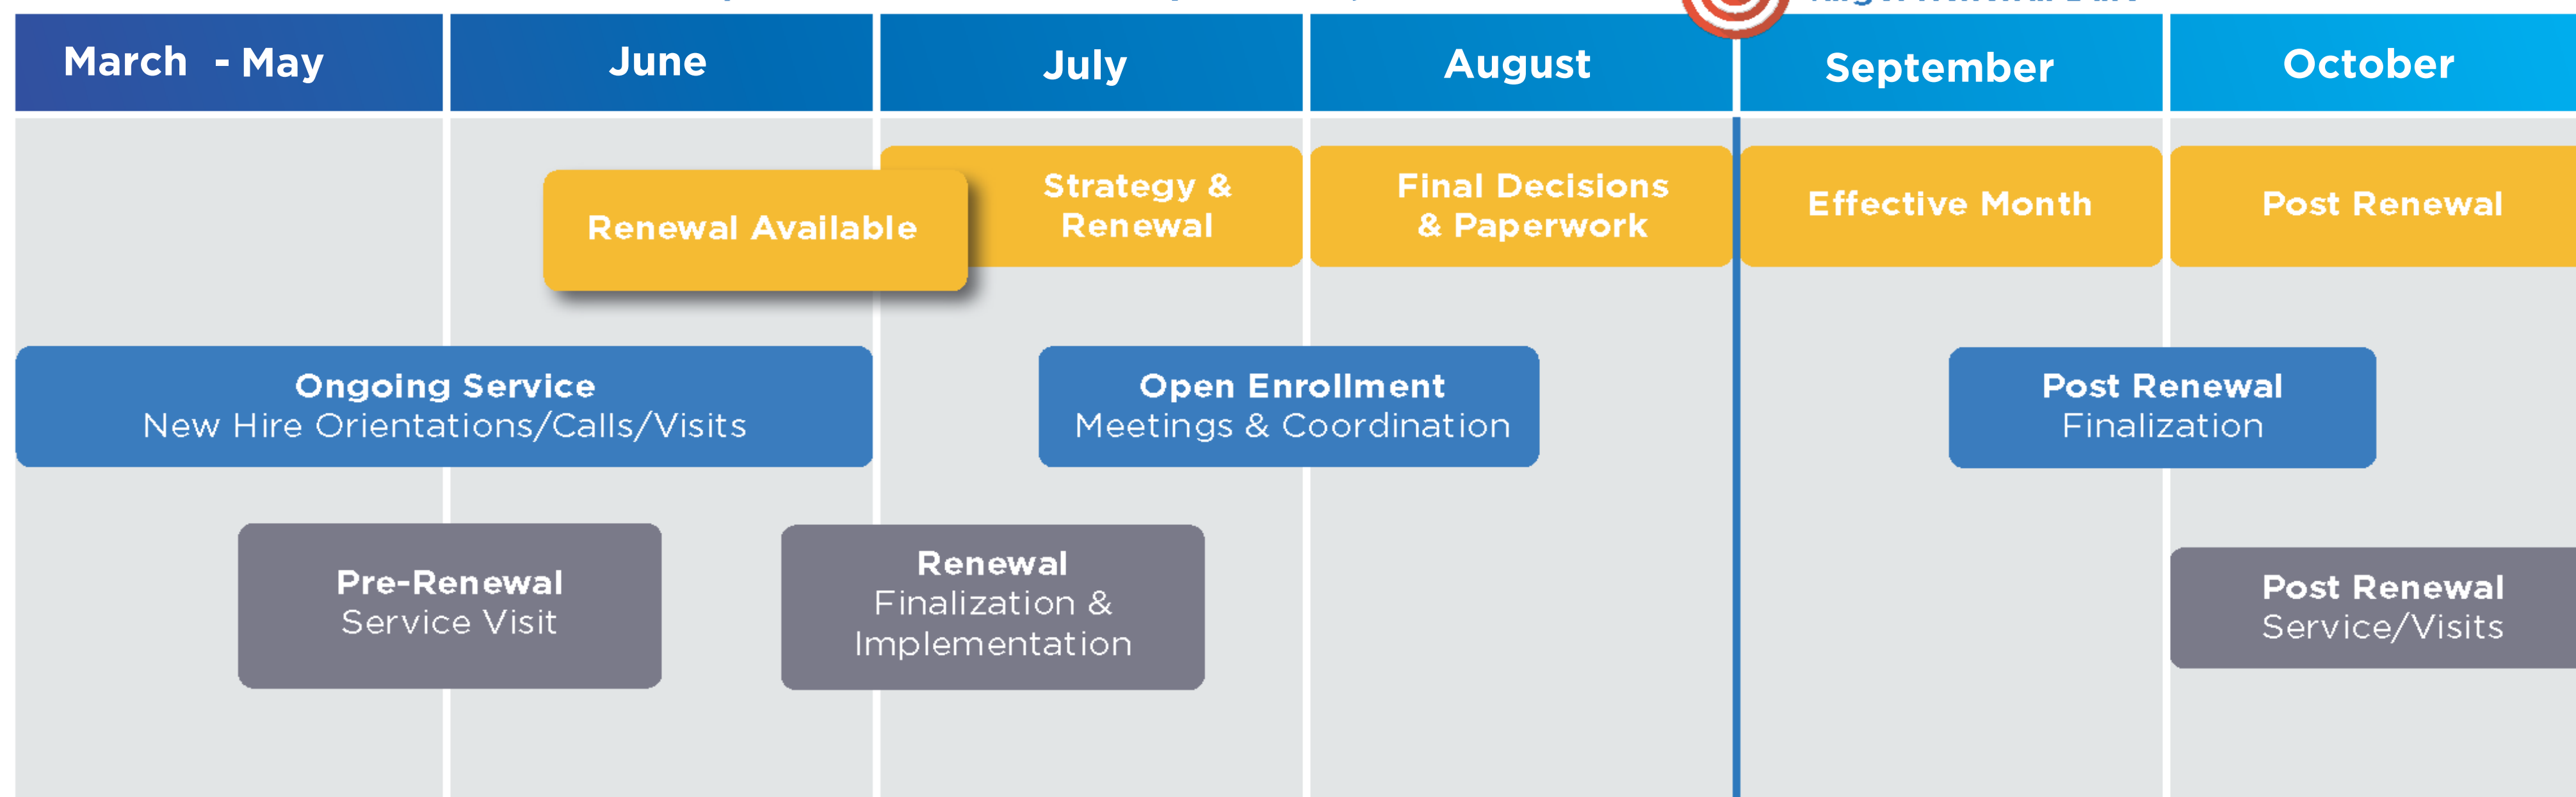 March - May
June
July
August
September
October
Renewal Available
Strategy &
Renewal
Final Decisions
& Paperwork
Effective Month
Post Renewal
Ongoing Service
New Hire Orientations/Calls/Visits
Open Enrollment
Meetings & Coordination
Post Renewal
Finalization
Pre-Renewal
Service Visit
Renewal
Finalization &
Implementation
Post Renewal
Service/Visits